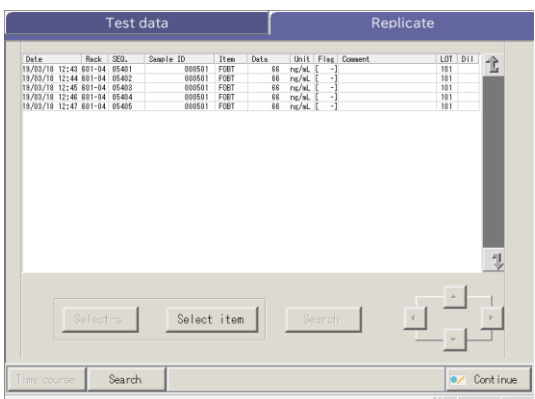 Test data
Replicate
Date Rack SEQ. Sample ID Item Data Unit Flag Comment LOT Dil
19/03/18 12:43 601-04 05401 000501 FOBT 66 ng/mL [ -] 101
19/03/18 12:44 601-04 05402 000501 FOBT 66 ng/mL [ -] 101
19/03/18 12:45 601-04 05403 000501 FOBT 66 ng/mL [ -] 101
19/03/18 12:46 601-04 05404 000501 FOBT 66 ng/mL [ -] 101
19/03/18 12:47 601-04 05405 000501 FOBT 66 ng/mL [ -] 101
Select-s Select item Search
Time course Search Continue